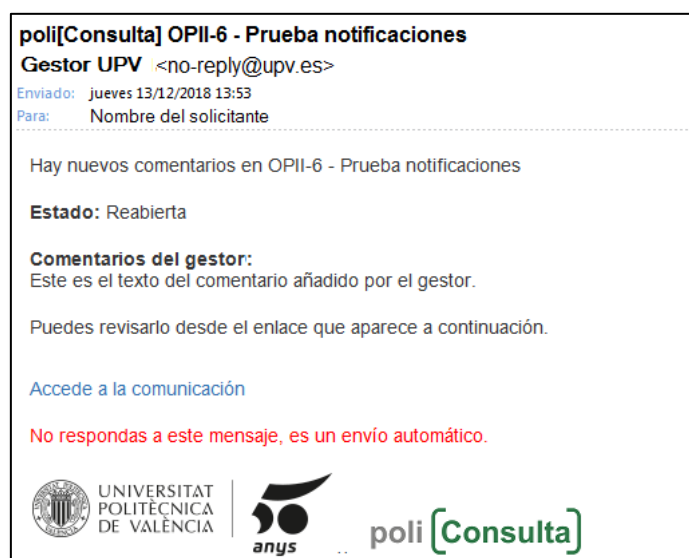 poli[Consulta] OPII-6 - Prueba notificaciones
Gestor UPV <no-reply@upv.es>
Enviado: jueves 13/12/2018 13:53
Para: Nombre del solicitante
Hay nuevos comentarios en OPII-6 - Prueba notificaciones
Estado: Reabierta
Comentarios del gestor:
Este es el texto del comentario añadido por el gestor.
Puedes revisarlo desde el enlace que aparece a continuación.
Accede a la comunicación
No respondas a este mensaje, es un envío automático.
UNIVERSITAT
POLITÈCNICA
DE VALÈNCIA
50
anys
poli [Consulta]